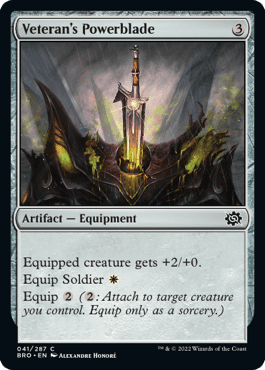 Veteran's Powerblade 3
Artifact — Equipment
Equipped creature gets +2/+0.
Equip Soldier
Equip 2 (2: Attach to target creature
you control. Equip only as a sorcery.)
041/287 C
BRO • EN Alexandre Honoré ™ & © 2022 Wizards of the Coast